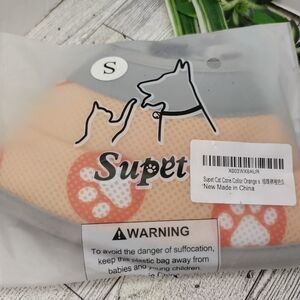 S
Supet
X003WX6HUR
Supet Cat Cone Collar Orange s
New Made in China
WARNING
To avoid the danger of suffocation,
keep this plastic bag away from
babies and young children.